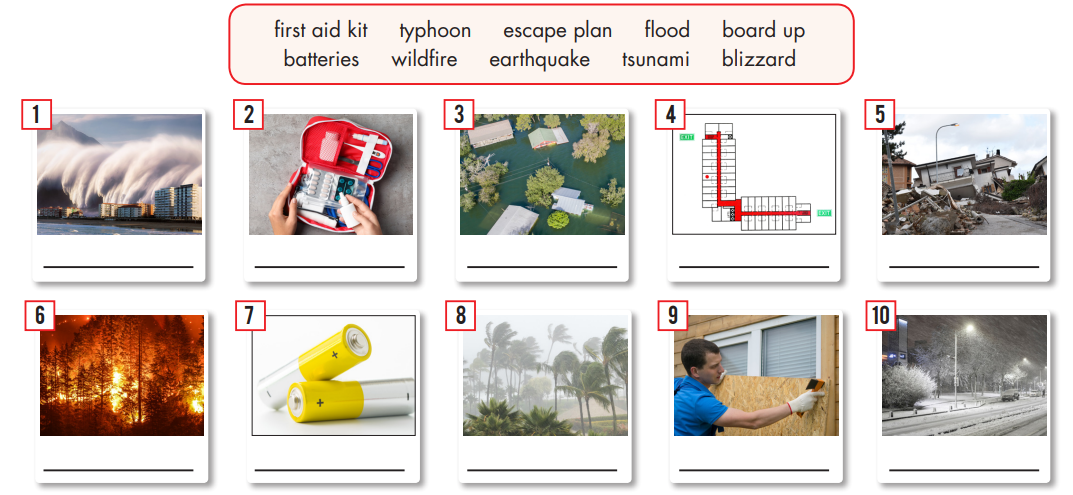 first aid kit typhoon escape plan flood board up
batteries wildfire earthquake tsunami blizzard
1 2 3 4 5
EXIT
EXIT
6 7 8 9 10
+
+